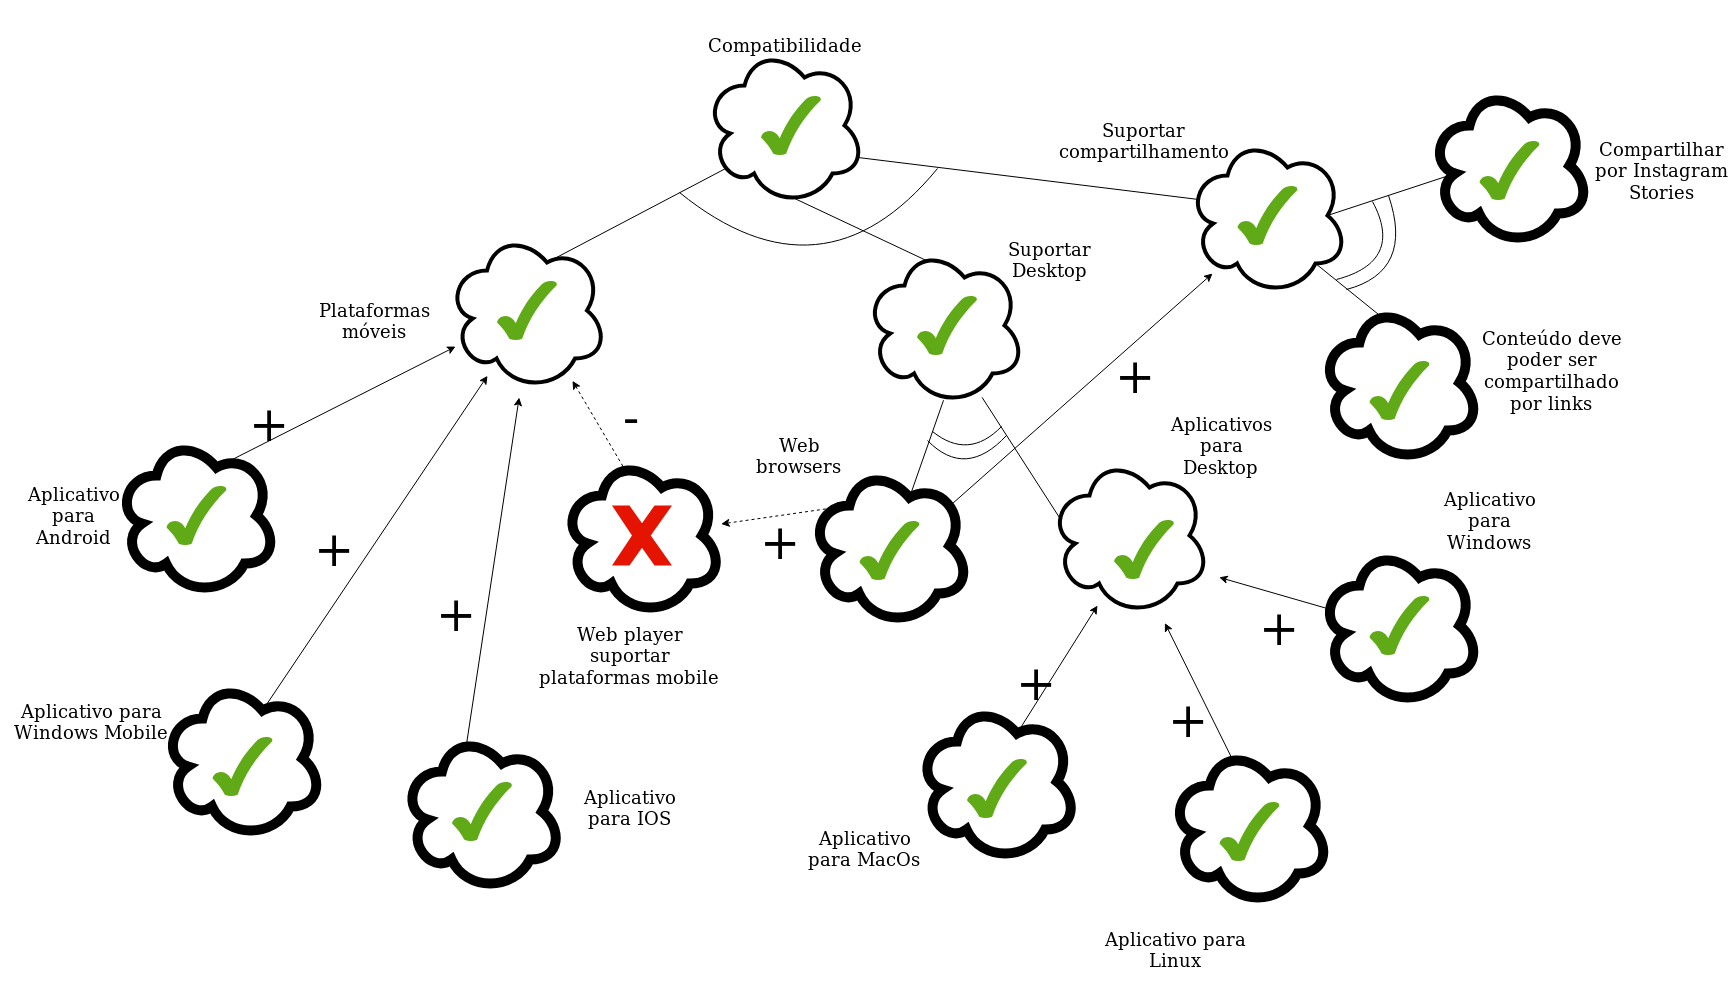 Compatibilidade
Suportar
compartilhamento
Compartilhar
por Instagram
Stories
Suportar
Desktop
Plataformas
móveis
Conteúdo deve
poder ser
compartilhado
por links
+
-
+
Web
browsers
Aplicativos
para
Desktop
Aplicativo
para
Android
Aplicativo
para
Windows
+
+
X
+
+
+
Web player
suportar
plataformas mobile
+
+
Aplicativo para
Windows Mobile
Aplicativo
para IOS
Aplicativo
para MacOs
Aplicativo para
Linux